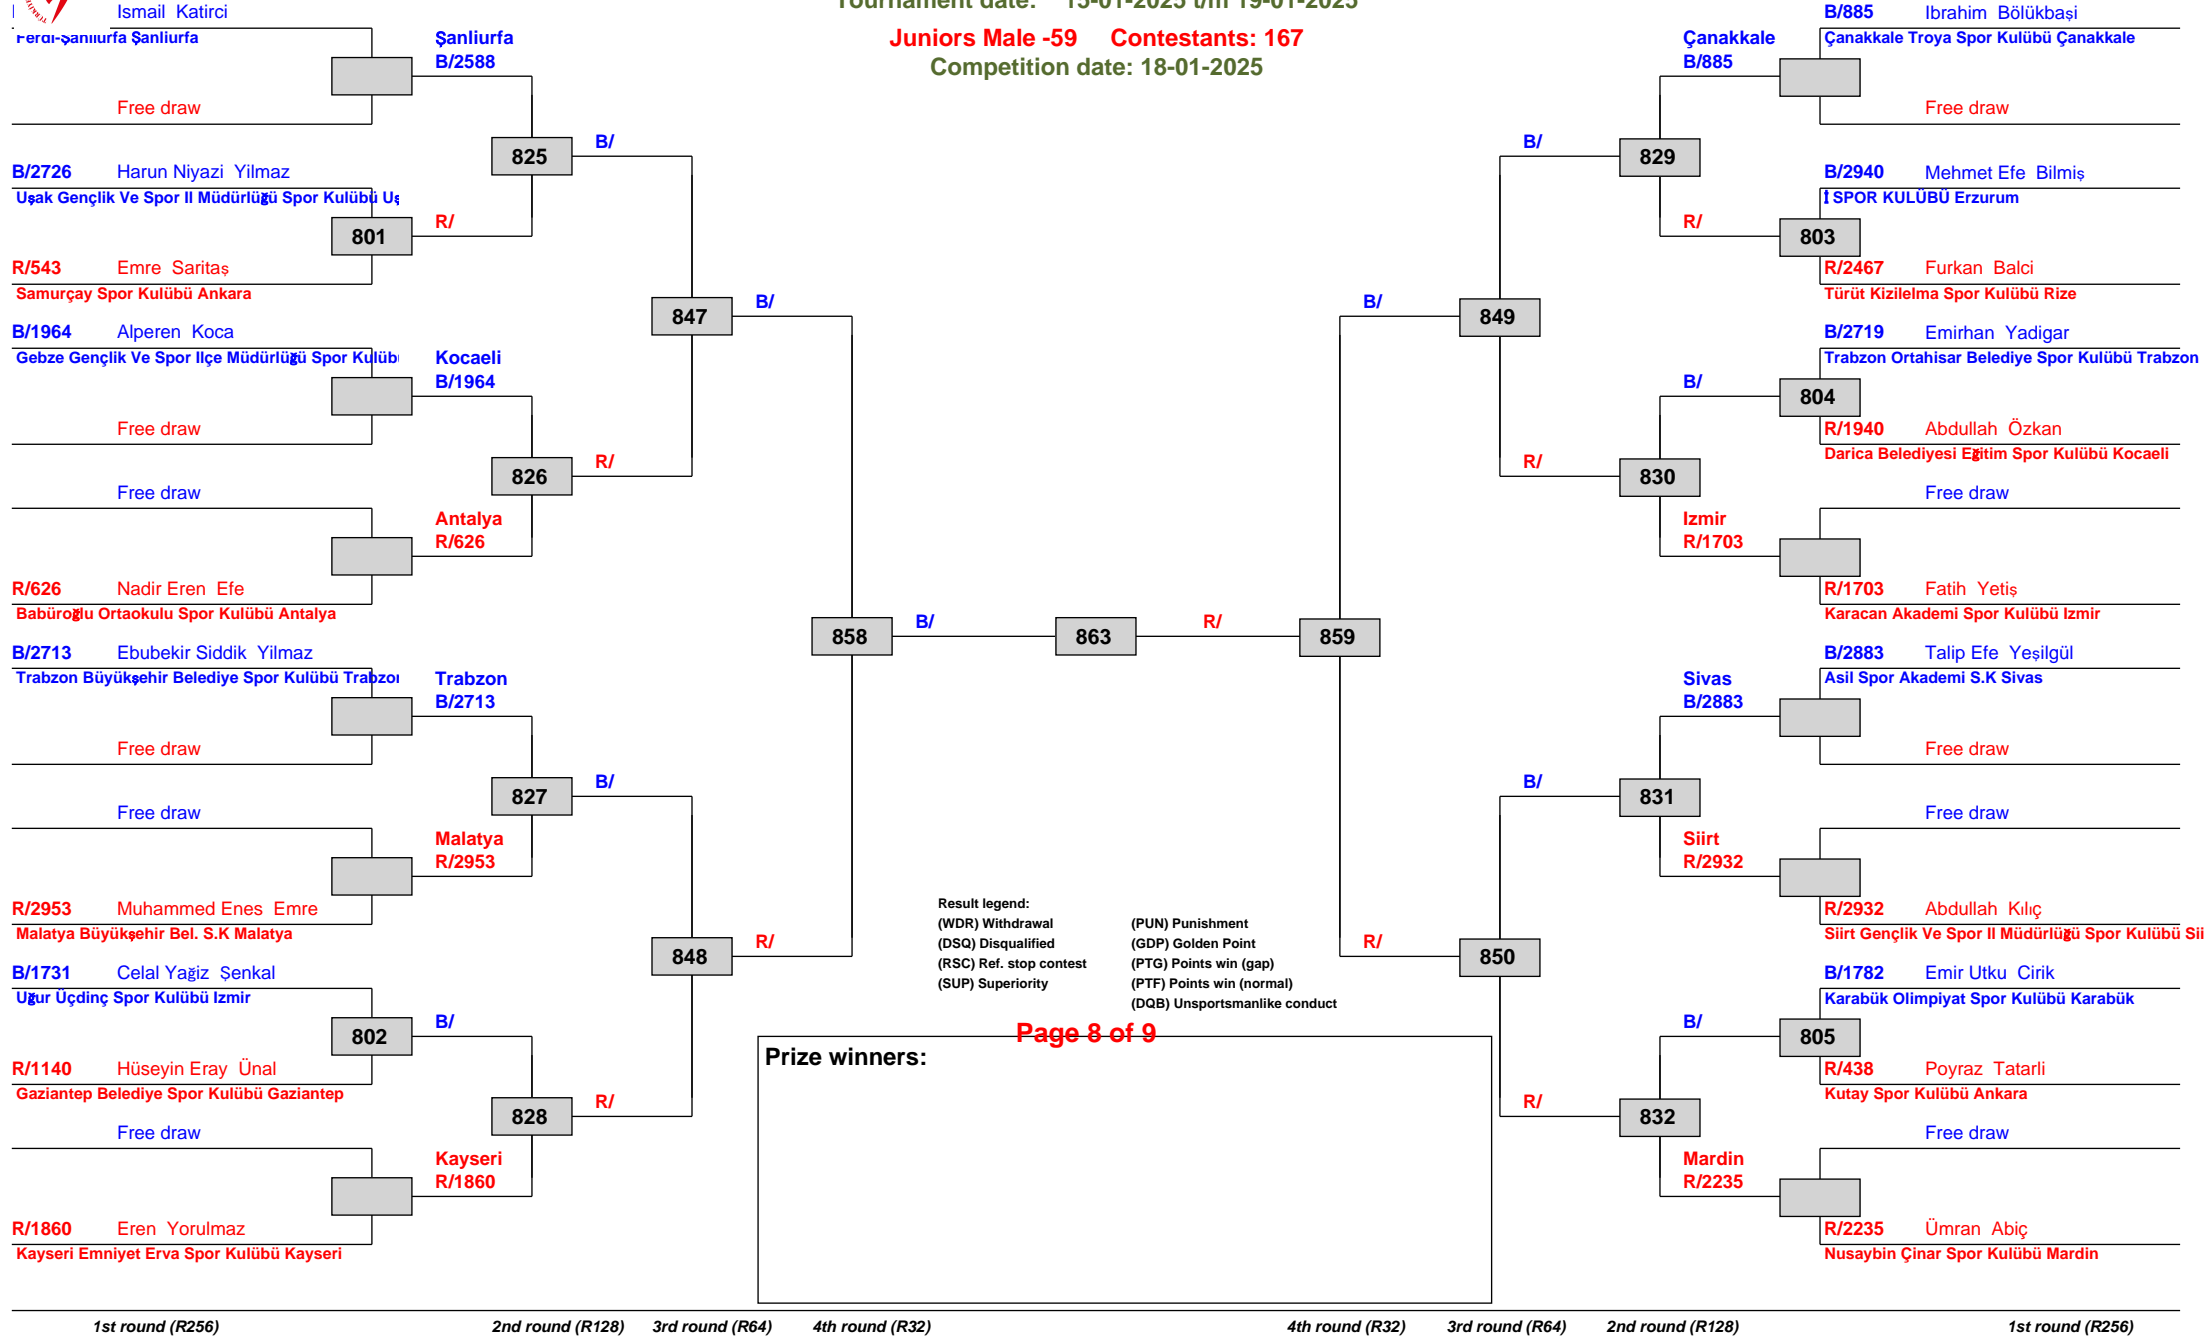 Tournament date: 15-01-2025 t/m 19-01-2025
Juniors Male -59 Contestants: 167
Competition date: 18-01-2025
Ismail Katirci
Ferdi-Şanliurfa Şanliurfa
Free draw
Şanliurfa
B/2588
825
B/
B/2726 Harun Niyazi Yilmaz
Uşak Gençlik Ve Spor Il Müdürlüğü Spor Kulübü Uş
801
R/
R/543 Emre Saritaş
Samurçay Spor Kulübü Ankara
847
B/
B/1964 Alperen Koca
Gebze Gençlik Ve Spor Ilçe Müdürlüğü Spor Kulüb
Kocaeli
B/1964
Free draw
826
R/
Free draw
Antalya
R/626
R/626 Nadir Eren Efe
Babüroğlu Ortaokulu Spor Kulübü Antalya
858
B/
863
R/
859
B/2713 Ebubekir Siddik Yilmaz
Trabzon Büyükşehir Belediye Spor Kulübü Trabzon
Trabzon
B/2713
Free draw
827
B/
Free draw
Malatya
R/2953
R/2953 Muhammed Enes Emre
Malatya Büyükşehir Bel. S.K Malatya
848
R/
B/1731 Celal Yağiz Şenkal
Uğur Üçdinç Spor Kulübü Izmir
802
B/
R/1140 Hüseyin Eray Ünal
Gaziantep Belediye Spor Kulübü Gaziantep
828
R/
Free draw
Kayseri
R/1860
R/1860 Eren Yorulmaz
Kayseri Emniyet Erva Spor Kulübü Kayseri
B/885 Ibrahim Bölükbaşi
Çanakkale Troya Spor Kulübü Çanakkale
Çanakkale
B/885
Free draw
B/
829
B/2940 Mehmet Efe Bilmiş
İ SPOR KULÜBÜ Erzurum
R/
803
R/2467 Furkan Balci
Türüt Kizilelma Spor Kulübü Rize
B/
849
B/2719 Emirhan Yadigar
Trabzon Ortahisar Belediye Spor Kulübü Trabzon
B/
804
R/1940 Abdullah Özkan
Darica Belediyesi Eğitim Spor Kulübü Kocaeli
R/
830
Free draw
Izmir
R/1703
R/1703 Fatih Yetiş
Karacan Akademi Spor Kulübü Izmir
B/2883 Talip Efe Yeşilgül
Asil Spor Akademi S.K Sivas
Sivas
B/2883
Free draw
B/
831
Free draw
Siirt
R/2932
R/2932 Abdullah Kılıç
Siirt Gençlik Ve Spor Il Müdürlüğü Spor Kulübü Sii
R/
850
B/1782 Emir Utku Cirik
Karabük Olimpiyat Spor Kulübü Karabük
B/
805
R/438 Poyraz Tatarli
Kutay Spor Kulübü Ankara
R/
832
Free draw
Mardin
R/2235
R/2235 Ümran Abiç
Nusaybin Çinar Spor Kulübü Mardin
Result legend:
(WDR) Withdrawal (PUN) Punishment
(DSQ) Disqualified (GDP) Golden Point
(RSC) Ref. stop contest (PTG) Points win (gap)
(SUP) Superiority (PTF) Points win (normal)
(DQB) Unsportsmanlike conduct
Page 8 of 9
Prize winners:
1st round (R256) 2nd round (R128) 3rd round (R64) 4th round (R32) 4th round (R32) 3rd round (R64) 2nd round (R128) 1st round (R256)